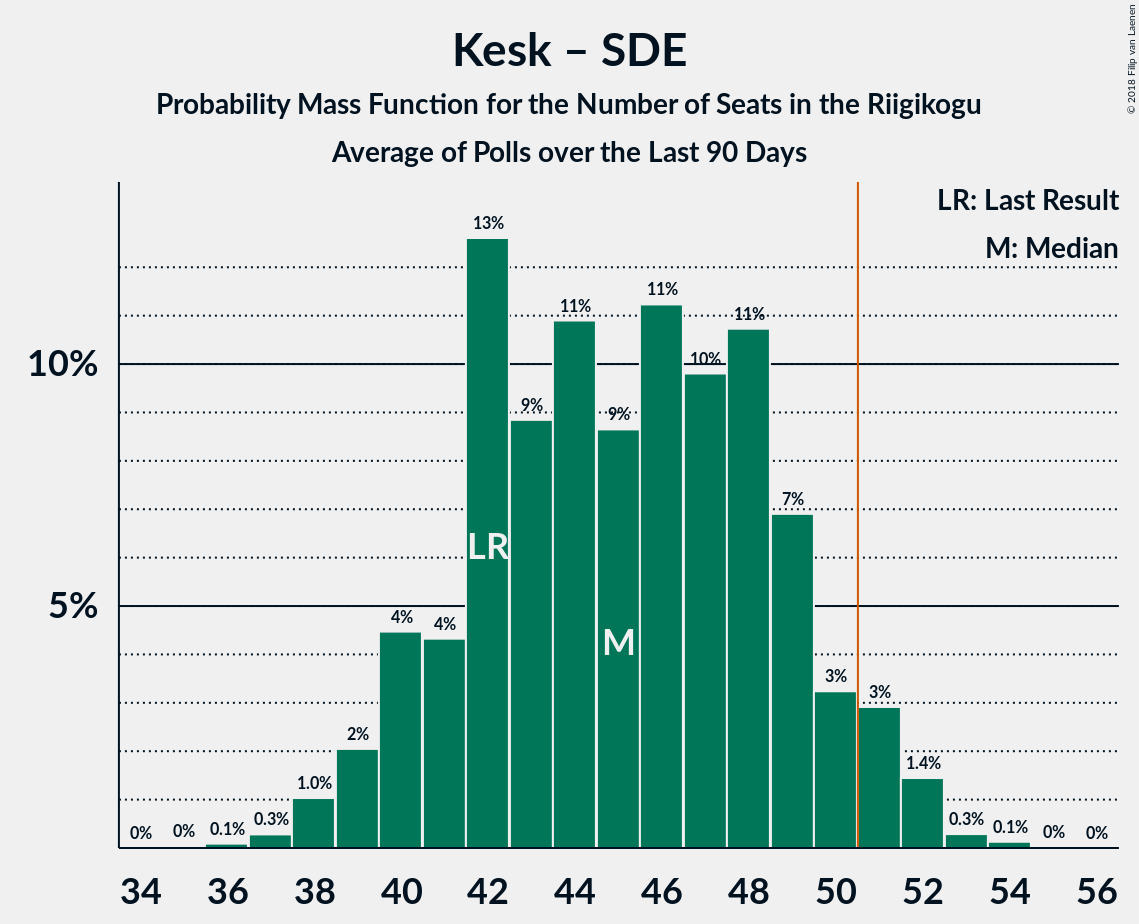 Kesk – SDE
Probability Mass Function for the Number of Seats in the Riigikogu
Average of Polls over the Last 90 Days
© 2018 Filip van Laenen
LR: Last Result
M: Median
10%
5%
0%
0%
0.1%
0.3%
1.0%
2%
4%
4%
13%
9%
11%
9%
11%
10%
11%
7%
3%
3%
1.4%
0.3%
0.1%
0%
0%
LR
M
34 36 38 40 42 44 46 48 50 52 54 56